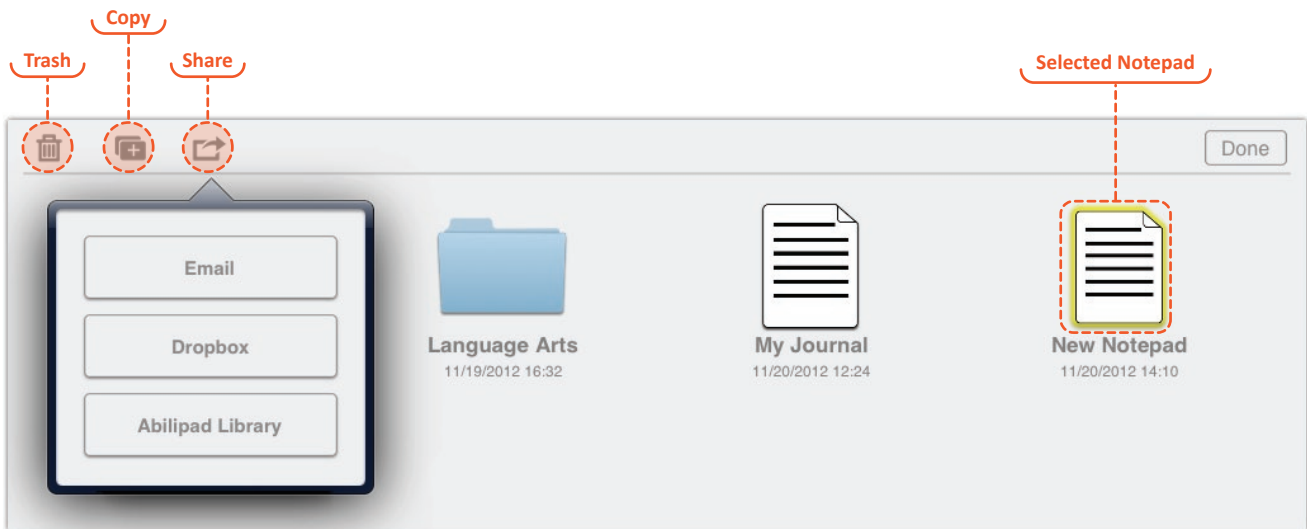 Copy
Trash
Share
Selected Notepad
Done
Email
Dropbox
Abilipad Library
Language Arts
11/19/2012 16:32
My Journal
11/20/2012 12:24
New Notepad
11/20/2012 14:10